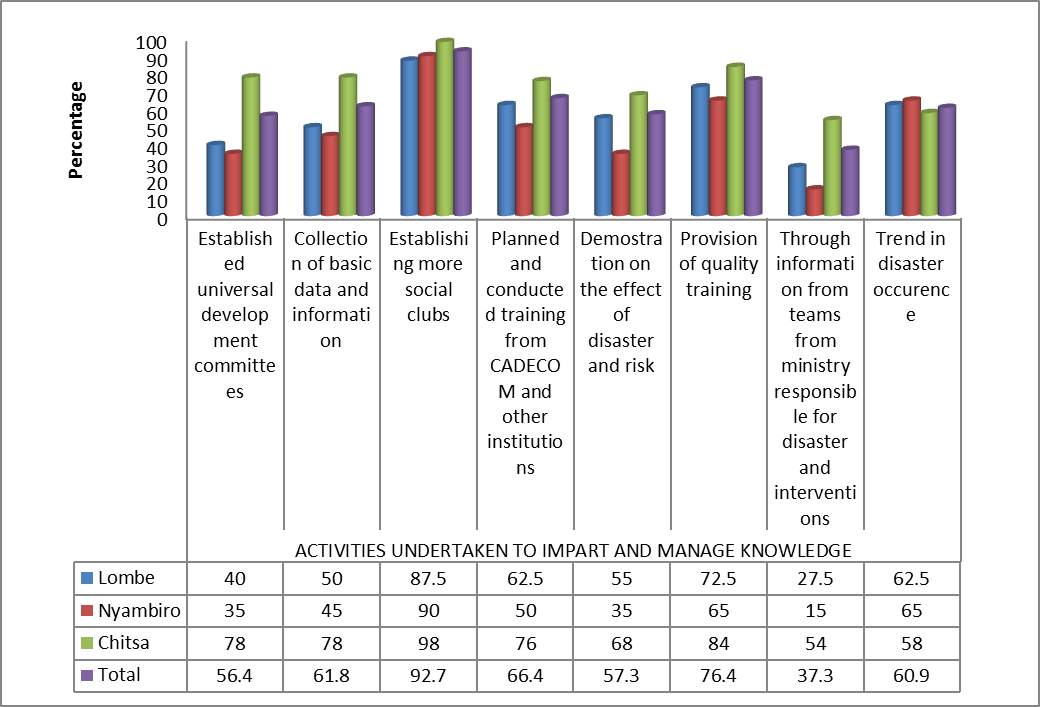 Percentage
100
90
80
70
60
50
40
30
20
10
0
Establish
ed
universal
develop
ment
committe
es
Collectio
n of basic
data and
informati
on
Establishi
ng more
social
clubs
Planned
and
conducte
d training
from
CADECO
M and
other
institutio
ns
Demostra
tion on
the effect
of
disaster
and risk
Provision
of quality
training
Through
informati
on from
teams
from
ministry
responsib
le for
disaster
and
interventi
ons
Trend in
disaster
occurenc
e
ACTIVITIES UNDERTAKEN TO IMPART AND MANAGE KNOWLEDGE
Lombe 40 50 87.5 62.5 55 72.5 27.5 62.5
Nyambiro 35 45 90 50 35 65 15 65
Chitsa 78 78 98 76 68 84 54 58
Total 56.4 61.8 92.7 66.4 57.3 76.4 37.3 60.9